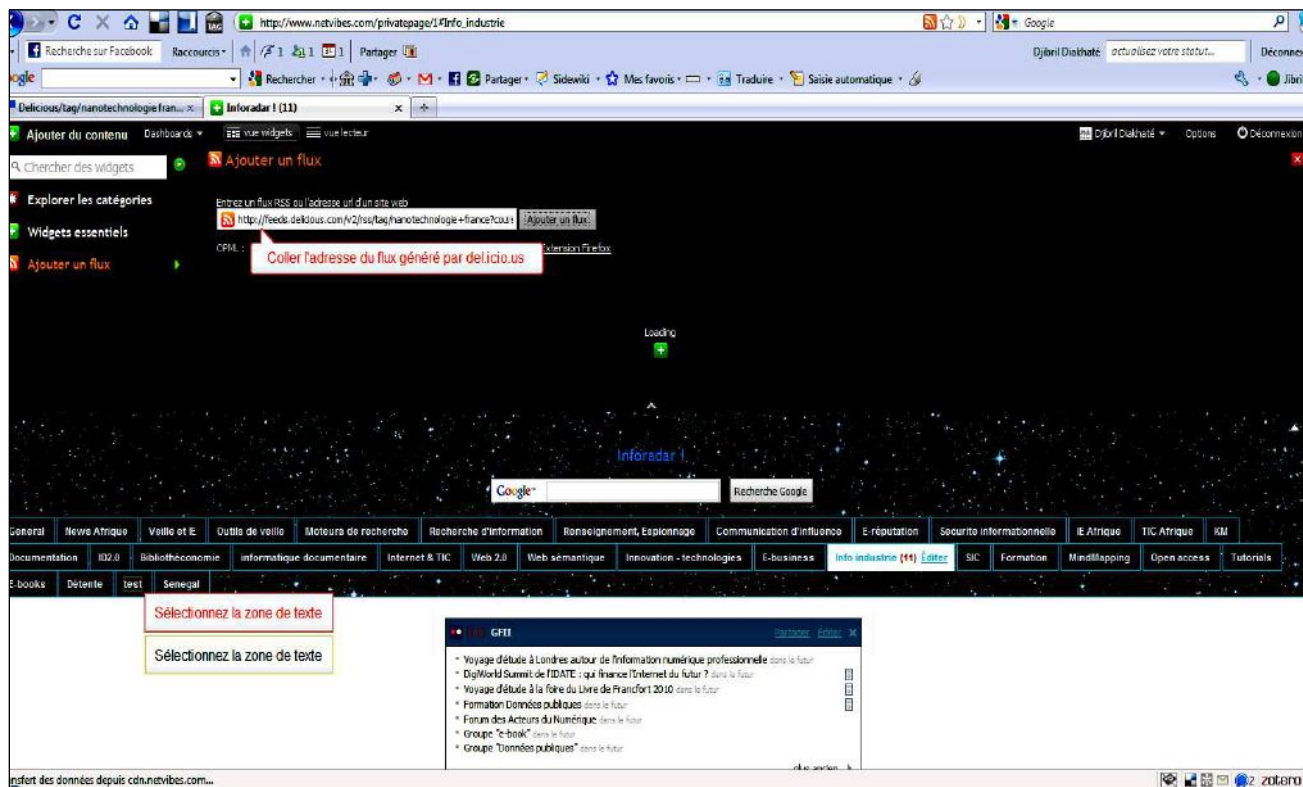 http://www.netvibes.com/privatepage/1#Info_industrie
Google
Recherche sur Facebook Raccourcis 1 1 1 Partager
Djibril Diakhaté actualisez votre statut... Déconnex
ogle Rechercher Partager Sidewiki Mes favoris Traduire Saisie automatique Jibri
Delicious/tag/nanotechnologie fran... x Inforadar ! (11) x
Ajouter du contenu Dashboards vue widgets vue lecteur Djibril Diakhaté Options Déconnexion
Chercher des widgets
Ajouter un flux
Explorer les catégories
Widgets essentiels
Ajouter un flux
Entrez un flux RSS ou l'adresse url d'un site web
http://feeds.delicious.com/v2/rss/tag/nanotechnologie+france?cou Ajouter un flux
OPML : xtension Firefox
Coller l'adresse du flux généré par del.icio.us
Loading
Inforadar !
Google Recherche Google
General News Afrique Veille et IE Outils de veille Moteurs de recherche Recherche d'information Renseignement, Espionnage Communication d'influence E-réputation Securite informationnelle IE Afrique TIC Afrique KM
Documentation ID2.0 Bibliothéconomie informatique documentaire Internet & TIC Web 2.0 Web sèmantique Innovation - technologies E-business Info industrie (11) Éditer SIC Formation MindMapping Open access Tutorials
E-books Détente test Senegal
Sélectionnez la zone de texte
Sélectionnez la zone de texte
GFII Partager Éditer X
Voyage d'étude à Londres autour de l'information numérique professionnelle dans le futur
DigiWorld Summit de l'IDATE : qui finance l'Internet du futur ? dans le futur
Voyage d'étude à la foire du Livre de Francfort 2010 dans le futur
Formation Données publiques dans le futur
Forum des Acteurs du Numérique dans le futur
Groupe "e-book" dans le futur
Groupe "Données publiques" dans le futur
plus ancien
nsfert des données depuis cdn.netvibes.com...
2 zotero